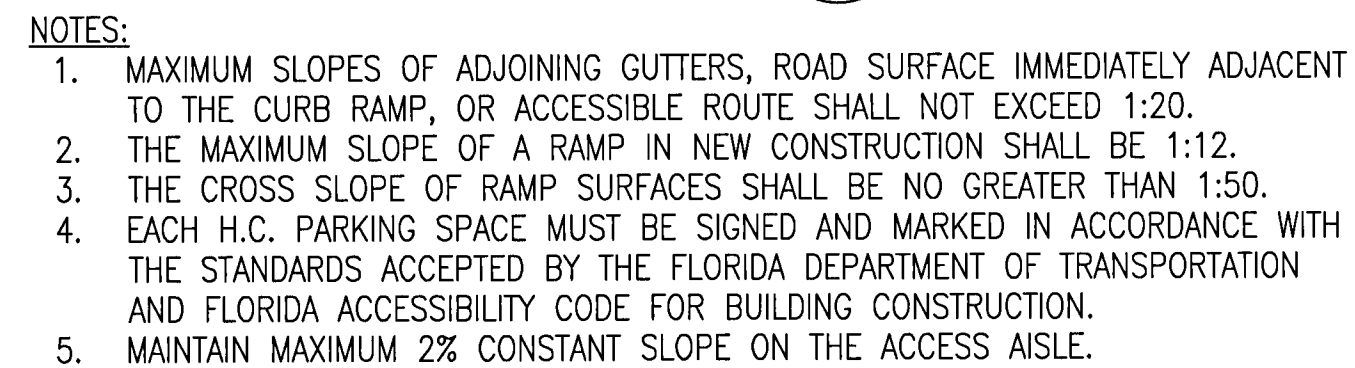 NOTES:
1. MAXIMUM SLOPES OF ADJOINING GUTTERS, ROAD SURFACE IMMEDIATELY ADJACENT
TO THE CURB RAMP, OR ACCESSIBLE ROUTE SHALL NOT EXCEED 1:20.
2. THE MAXIMUM SLOPE OF A RAMP IN NEW CONSTRUCTION SHALL BE 1:12.
3. THE CROSS SLOPE OF RAMP SURFACES SHALL BE NO GREATER THAN 1:50.
4. EACH H.C. PARKING SPACE MUST BE SIGNED AND MARKED IN ACCORDANCE WITH
THE STANDARDS ACCEPTED BY THE FLORIDA DEPARTMENT OF TRANSPORTATION
AND FLORIDA ACCESSIBILITY CODE FOR BUILDING CONSTRUCTION.
5. MAINTAIN MAXIMUM 2% CONSTANT SLOPE ON THE ACCESS AISLE.